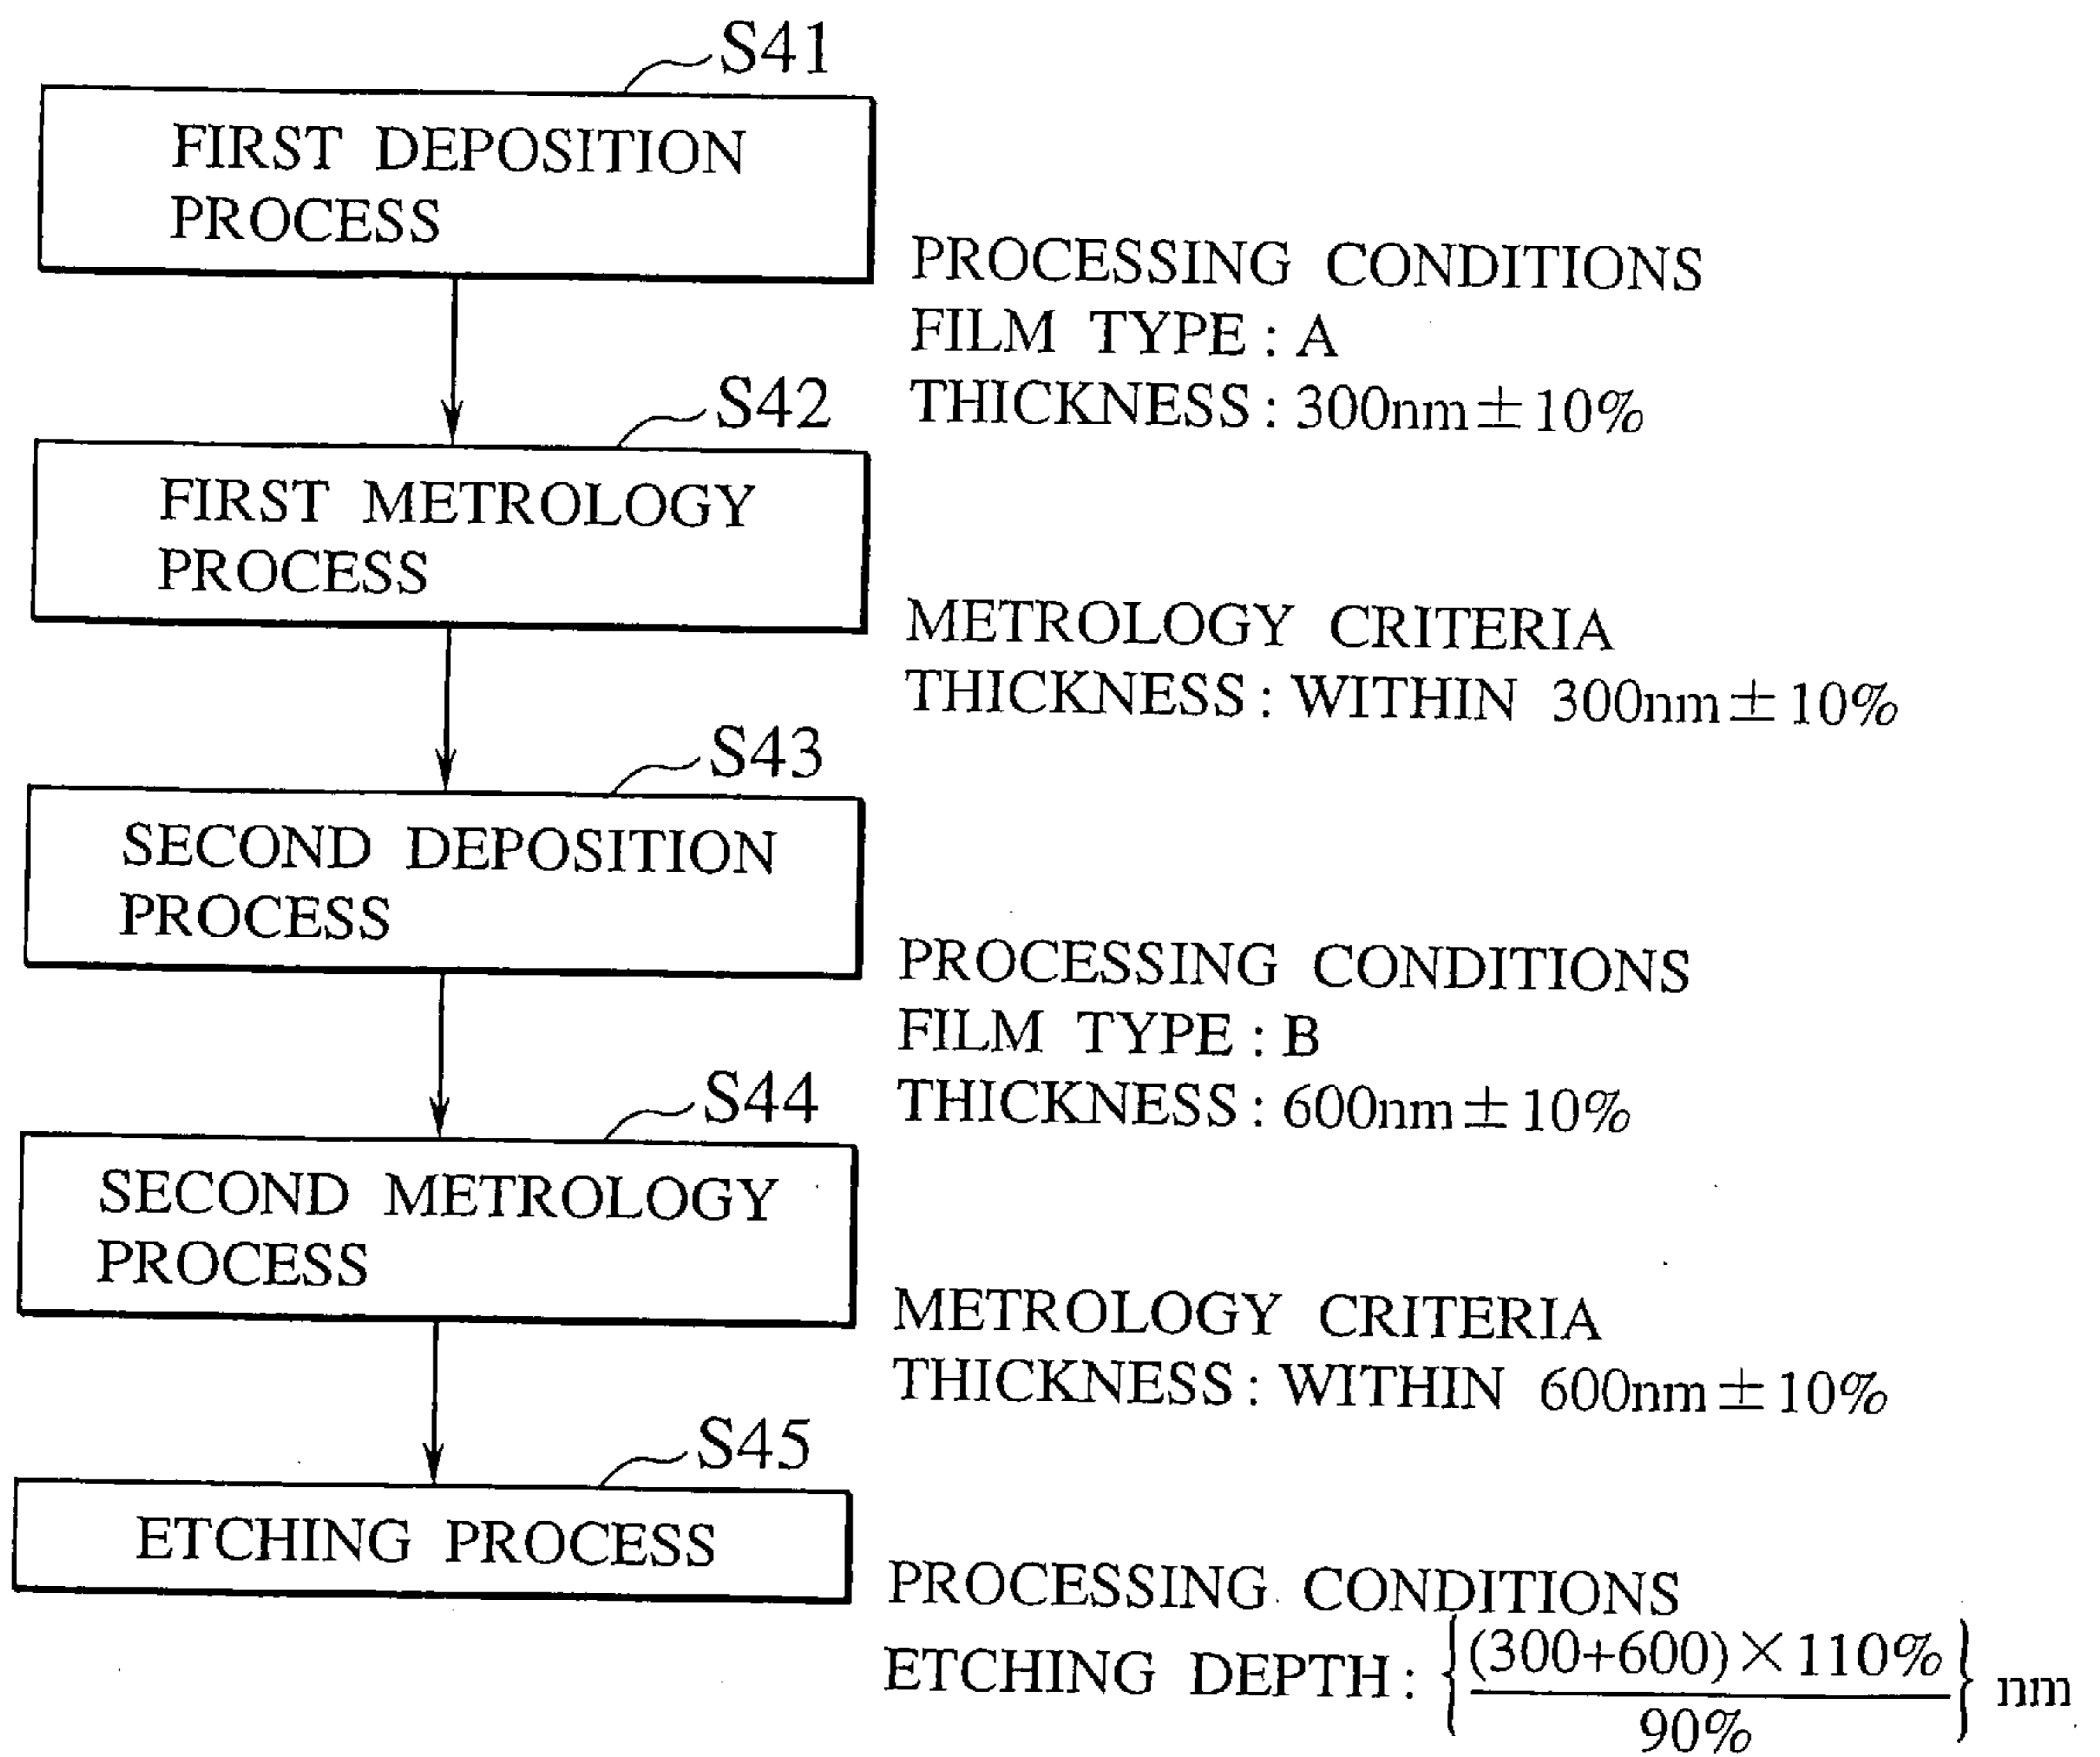 S41
FIRST DEPOSITION
PROCESS
PROCESSING CONDITIONS
FILM TYPE : A
THICKNESS : 300nm ± 10%
S42
FIRST METROLOGY
PROCESS
METROLOGY CRITERIA
THICKNESS : WITHIN 300nm ± 10%
S43
SECOND DEPOSITION
PROCESS
PROCESSING CONDITIONS
FILM TYPE : B
THICKNESS : 600nm ± 10%
S44
SECOND METROLOGY
PROCESS
METROLOGY CRITERIA
THICKNESS : WITHIN 600nm ± 10%
S45
ETCHING PROCESS
PROCESSING CONDITIONS
ETCHING DEPTH : { (300+600) × 110% / 90% } nm